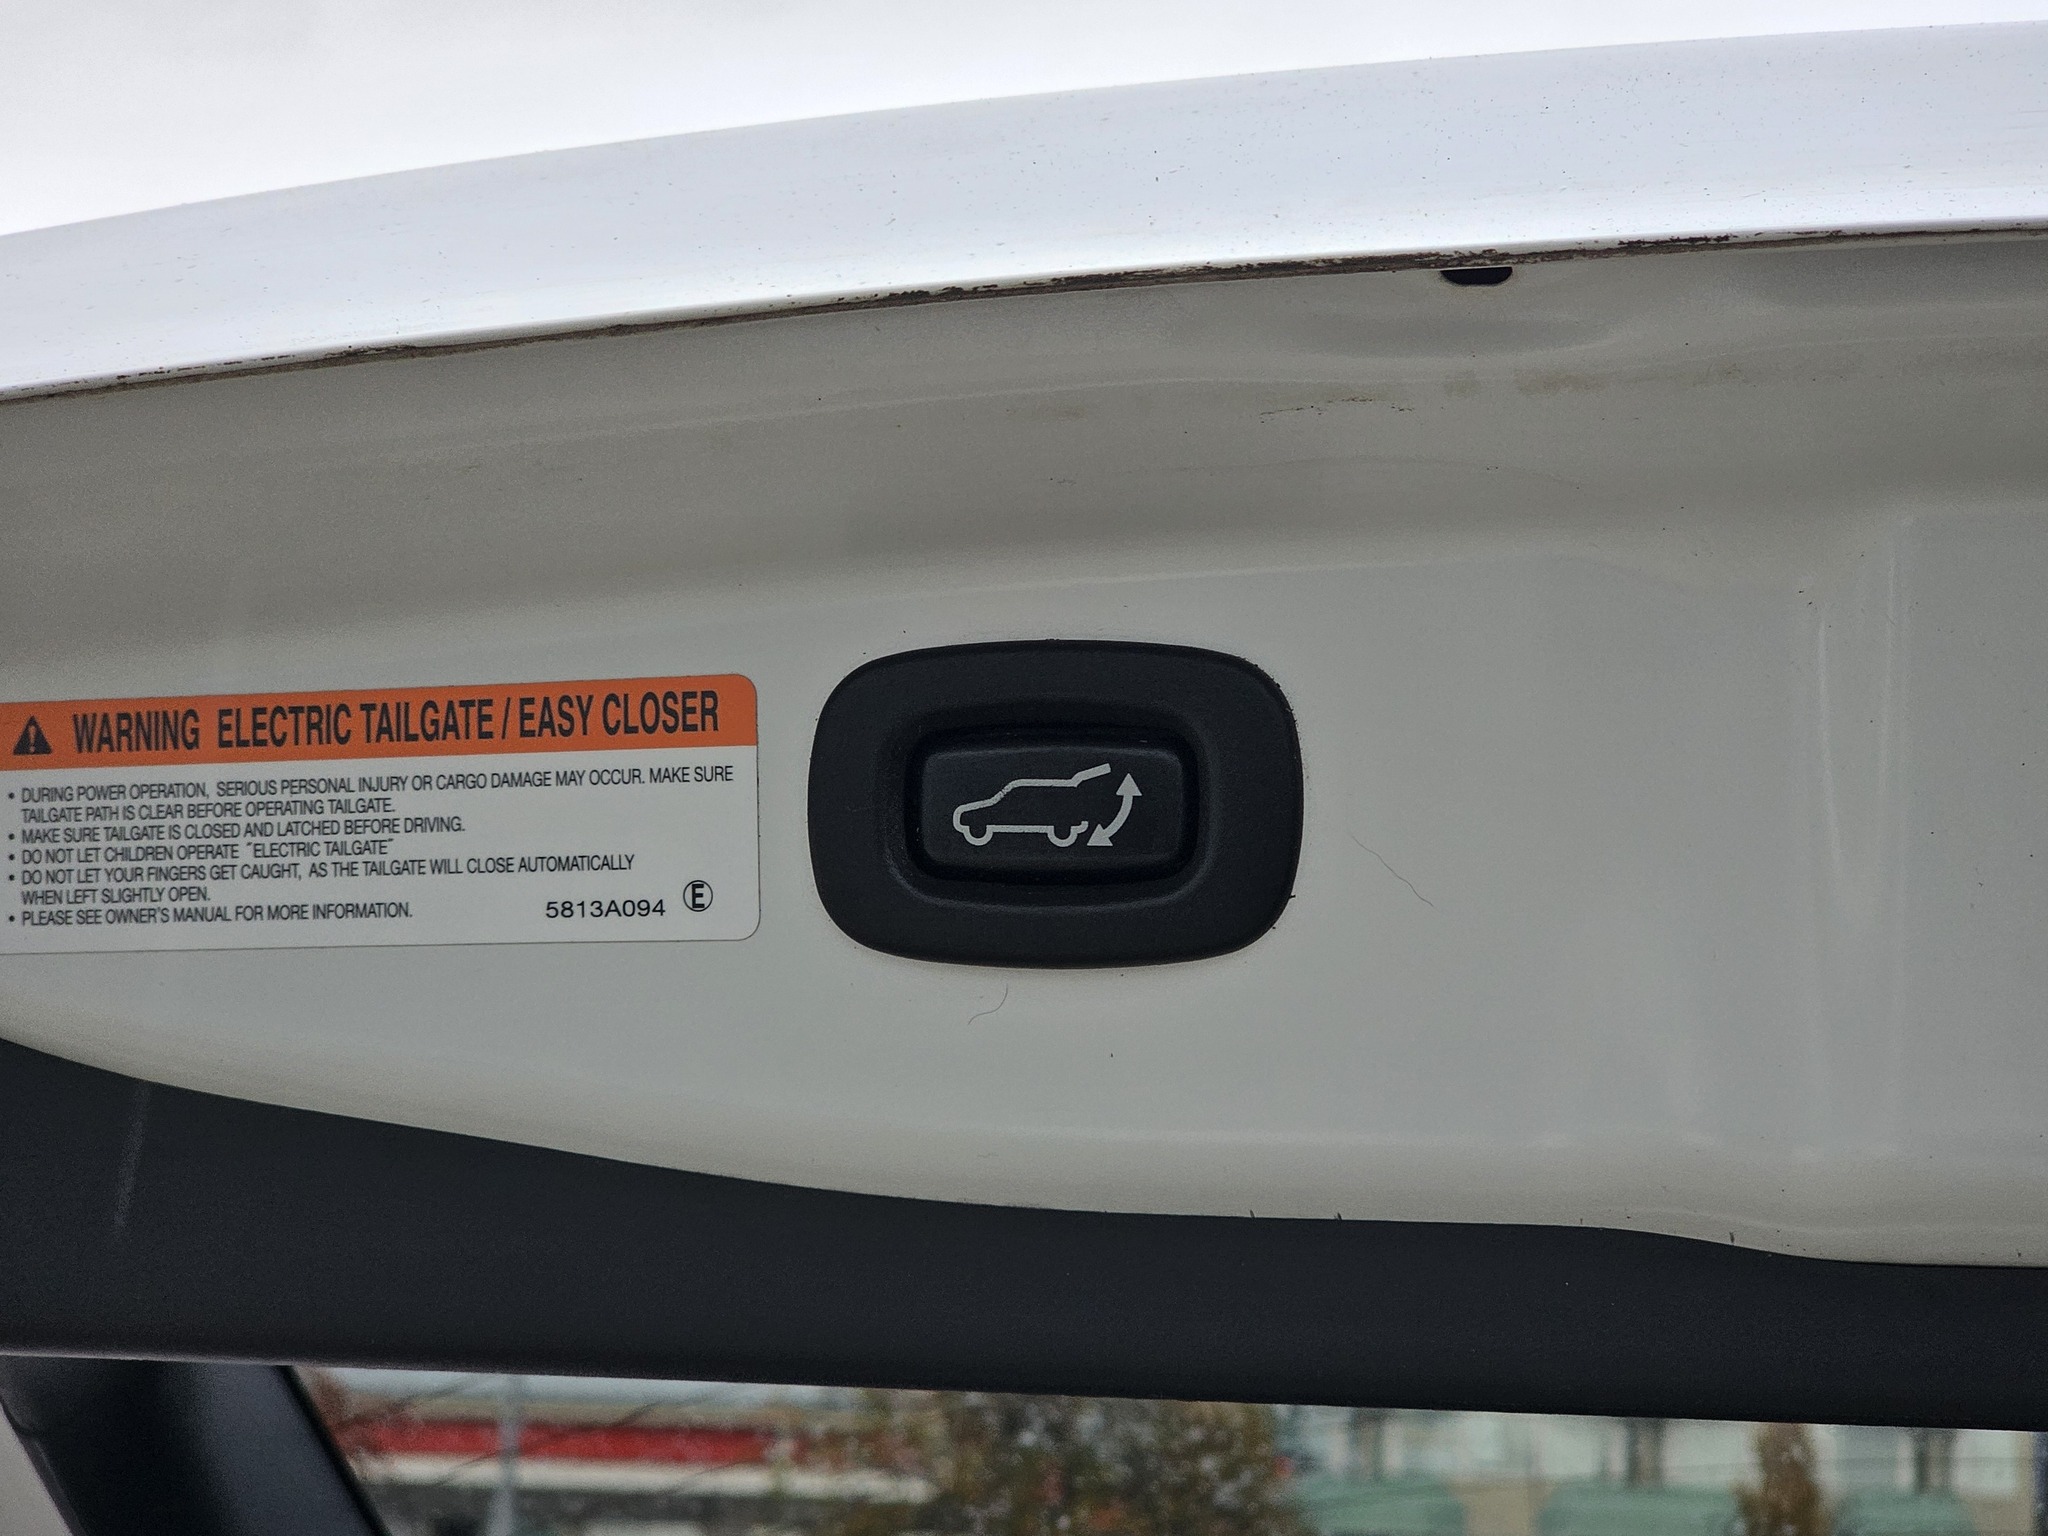 WARNING ELECTRIC TAILGATE / EASY CLOSER
• DURING POWER OPERATION, SERIOUS PERSONAL INJURY OR CARGO DAMAGE MAY OCCUR. MAKE SURE
TAILGATE PATH IS CLEAR BEFORE OPERATING TAILGATE.
• MAKE SURE TAILGATE IS CLOSED AND LATCHED BEFORE DRIVING.
• DO NOT LET CHILDREN OPERATE "ELECTRIC TAILGATE"
• DO NOT LET YOUR FINGERS GET CAUGHT, AS THE TAILGATE WILL CLOSE AUTOMATICALLY
WHEN LEFT SLIGHTLY OPEN.
• PLEASE SEE OWNER'S MANUAL FOR MORE INFORMATION.
5813A094 Ⓔ